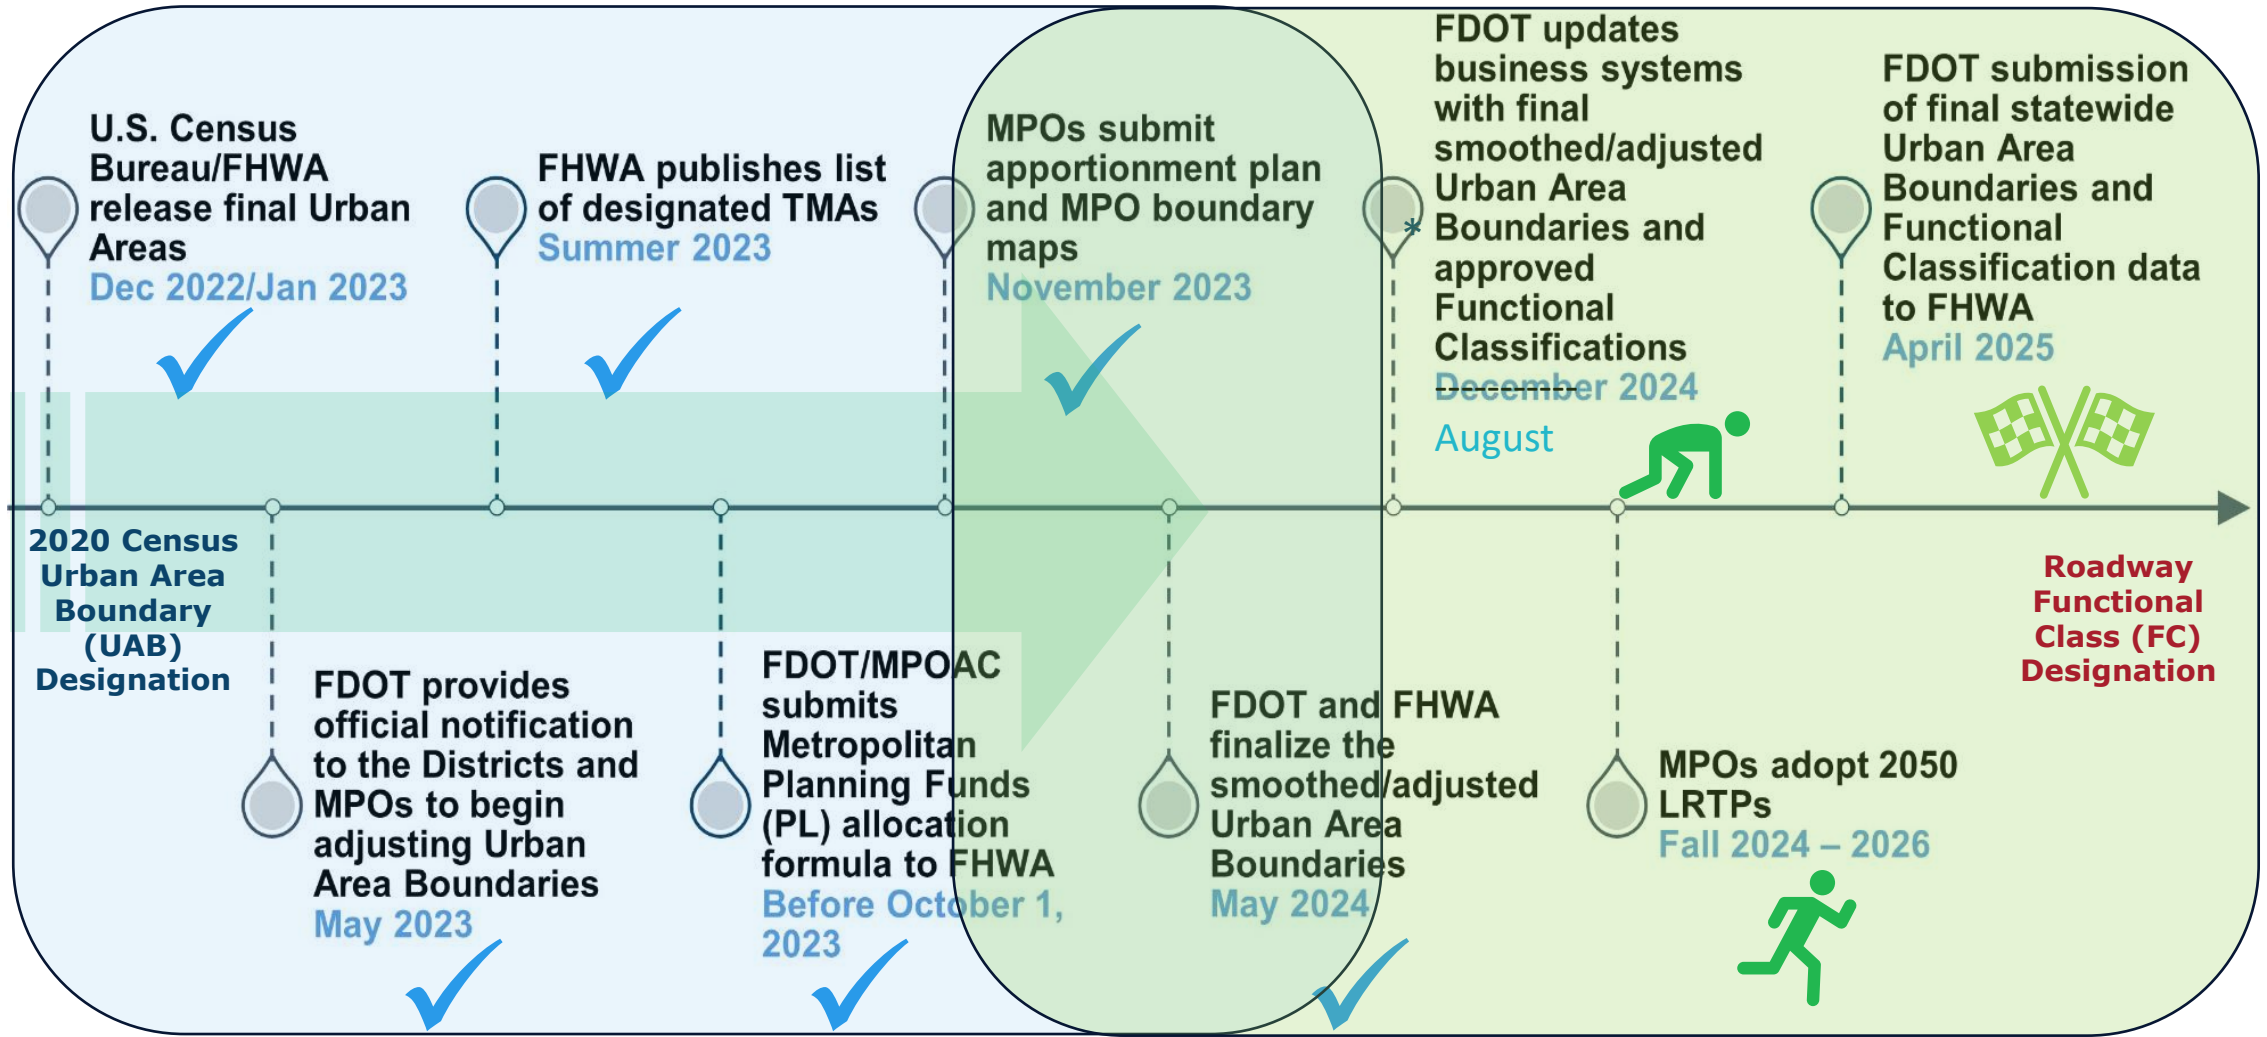 U.S. Census
Bureau/FHWA
release final Urban
Areas
Dec 2022/Jan 2023
FHWA publishes list
of designated TMAs
Summer 2023
MPOs submit
apportionment plan
and MPO boundary
maps
November 2023
*
FDOT updates
business systems
with final
smoothed/adjusted
Urban Area
Boundaries and
approved
Functional
Classifications
December 2024
August
FDOT submission
of final statewide
Urban Area
Boundaries and
Functional
Classification data
to FHWA
April 2025
2020 Census
Urban Area
Boundary
(UAB)
Designation
FDOT provides
official notification
to the Districts and
MPOs to begin
adjusting Urban
Area Boundaries
May 2023
FDOT/MPOAC
submits
Metropolitan
Planning Funds
(PL) allocation
formula to FHWA
Before October 1,
2023
FDOT and FHWA
finalize the
smoothed/adjusted
Urban Area
Boundaries
May 2024
MPOs adopt 2050
LRTPs
Fall 2024 – 2026
Roadway
Functional
Class (FC)
Designation